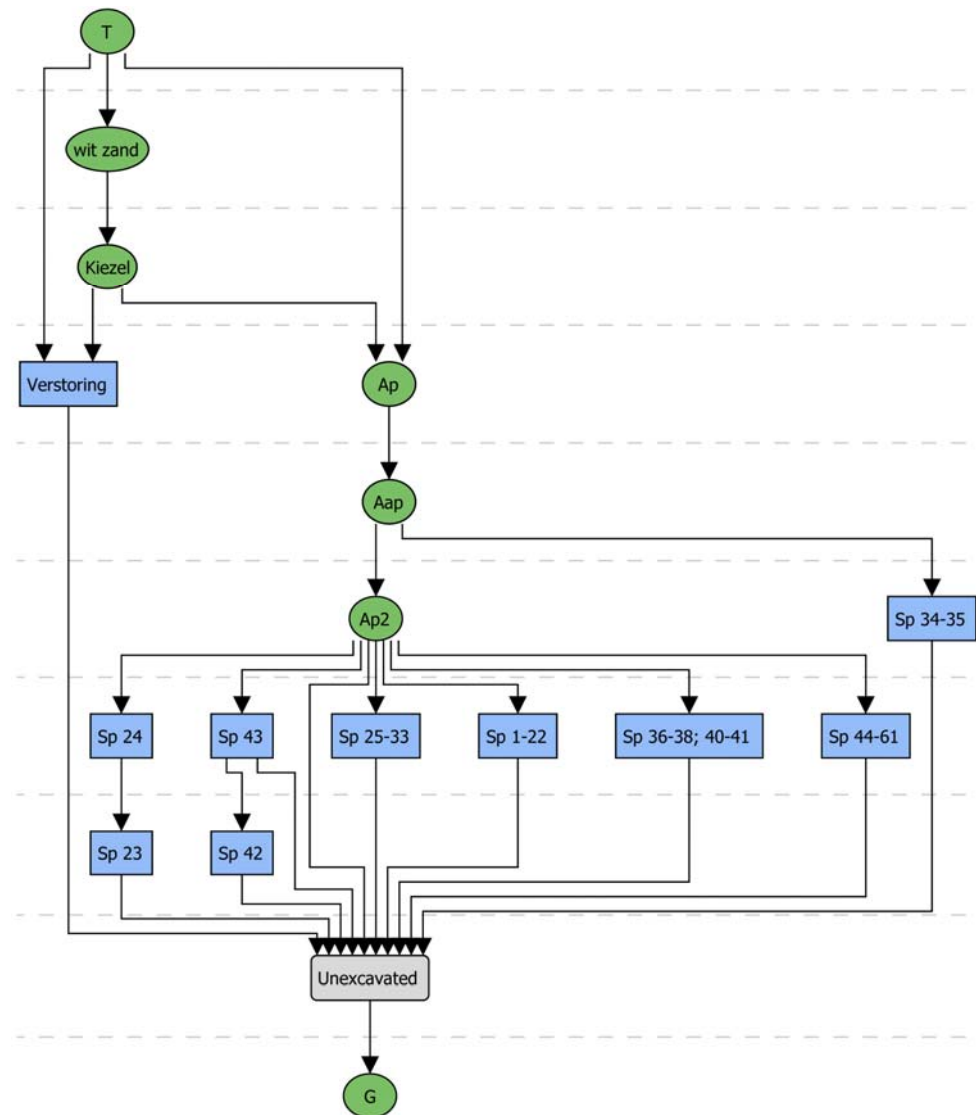 T
wit zand
Kiezel
Verstoring
Ap
Aap
Ap2
Sp 34-35
Sp 24
Sp 43
Sp 25-33
Sp 1-22
Sp 36-38; 40-41
Sp 44-61
Sp 23
Sp 42
Unexcavated
G